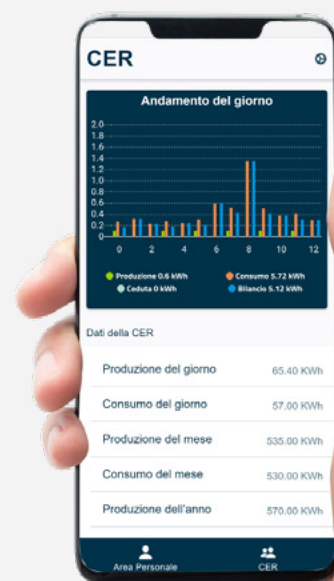 CER
Andamento del giorno
2.0
1.8
1.6
1.4
1.2
1.0
0.8
0.6
0.4
0.2
0
0 2 4 6 8 10 12
Produzione 0.6 kWh Consumo 5.72 kWh
Ceduta 0 kWh Bilancio 5.12 kWh
Dati della CER
Produzione del giorno 65.40 KWh
Consumo del giorno 57.00 KWh
Produzione del mese 535.00 KWh
Consumo del mese 530.00 KWh
Produzione dell'anno 570.00 KWh
Area Personale CER